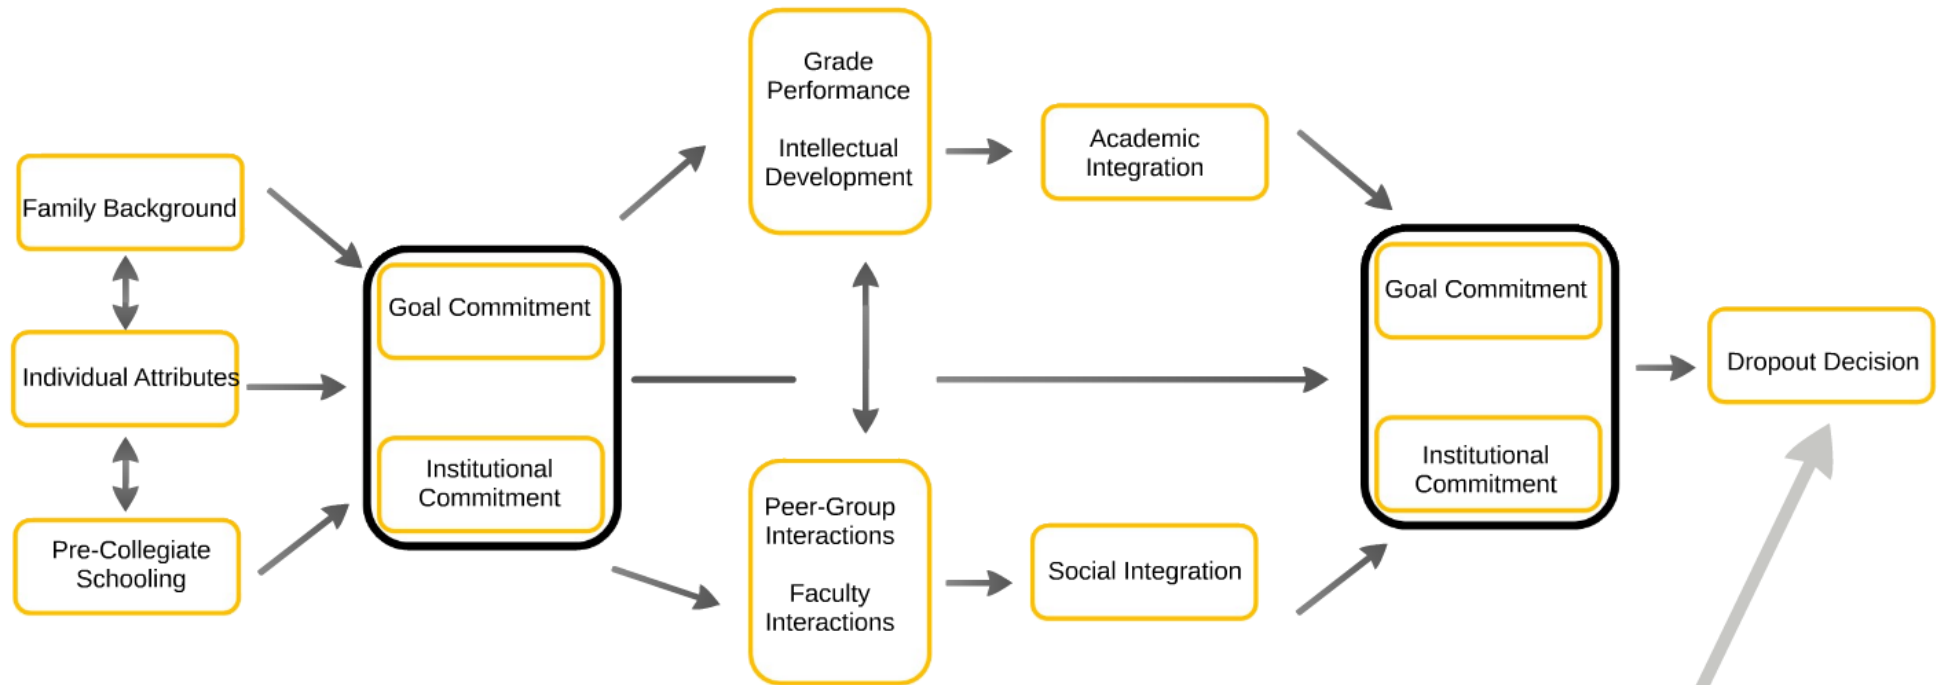 Family Background
Individual Attributes
Pre-Collegiate
Schooling
Goal Commitment
Institutional
Commitment
Grade
Performance
Intellectual
Development
Peer-Group
Interactions
Faculty
Interactions
Academic
Integration
Social Integration
Goal Commitment
Institutional
Commitment
Dropout Decision